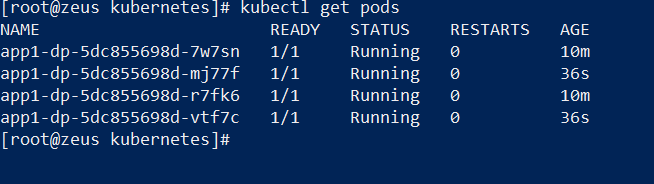 [root@zeus kubernetes]# kubectl get pods
NAME READY STATUS RESTARTS AGE
app1-dp-5dc855698d-7w7sn 1/1 Running 0 10m
app1-dp-5dc855698d-mj77f 1/1 Running 0 36s
app1-dp-5dc855698d-r7fk6 1/1 Running 0 10m
app1-dp-5dc855698d-vtf7c 1/1 Running 0 36s
[root@zeus kubernetes]#